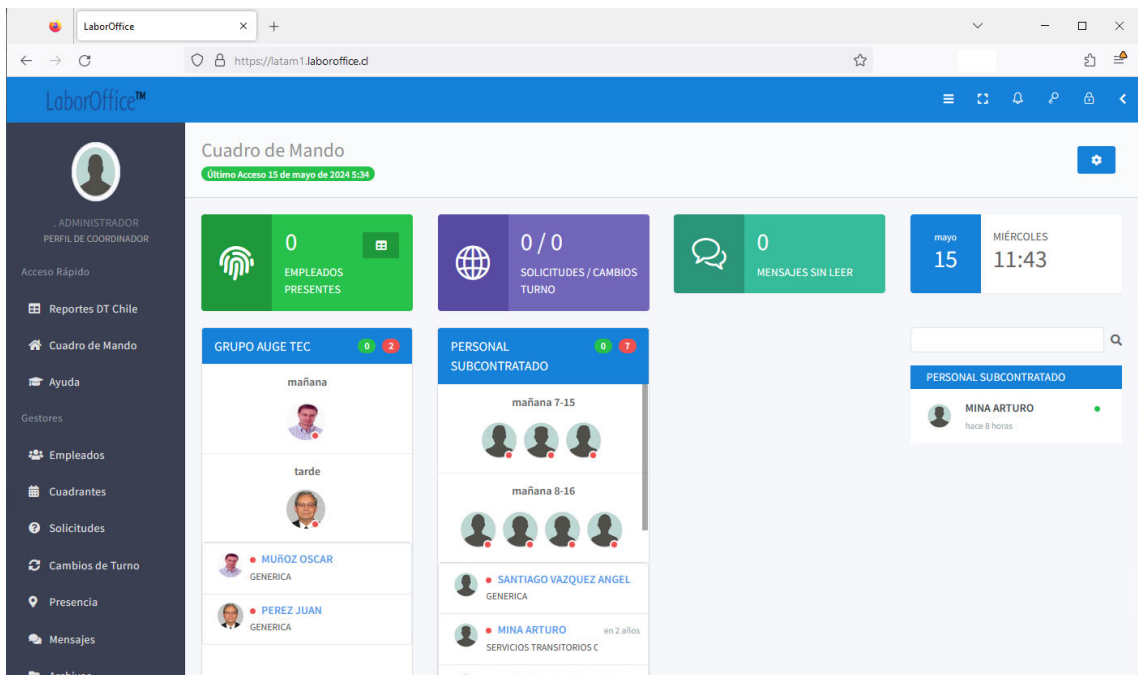 LaborOffice
https://latam1.laboroffice.cl
LaborOffice™
. ADMINISTRADOR
PERFIL DE COORDINADOR
Acceso Rápido
Reportes DT Chile
Cuadro de Mando
Ayuda
Gestores
Empleados
Cuadrantes
Solicitudes
Cambios de Turno
Presencia
Mensajes
Archivos
Cuadro de Mando
Último Acceso 15 de mayo de 2024 5:34
0
EMPLEADOS
PRESENTES
0 / 0
SOLICITUDES / CAMBIOS
TURNO
0
MENSAJES SIN LEER
mayo
15
MIÉRCOLES
11:43
GRUPO AUGE TEC 0 2
mañana
tarde
MUñOZ OSCAR
GENERICA
PEREZ JUAN
GENERICA
PERSONAL
SUBCONTRATADO 0 7
mañana 7-15
mañana 8-16
SANTIAGO VAZQUEZ ANGEL
GENERICA
MINA ARTURO en 2 años
SERVICIOS TRANSITORIOS C
PERSONAL SUBCONTRATADO
MINA ARTURO
hace 8 horas